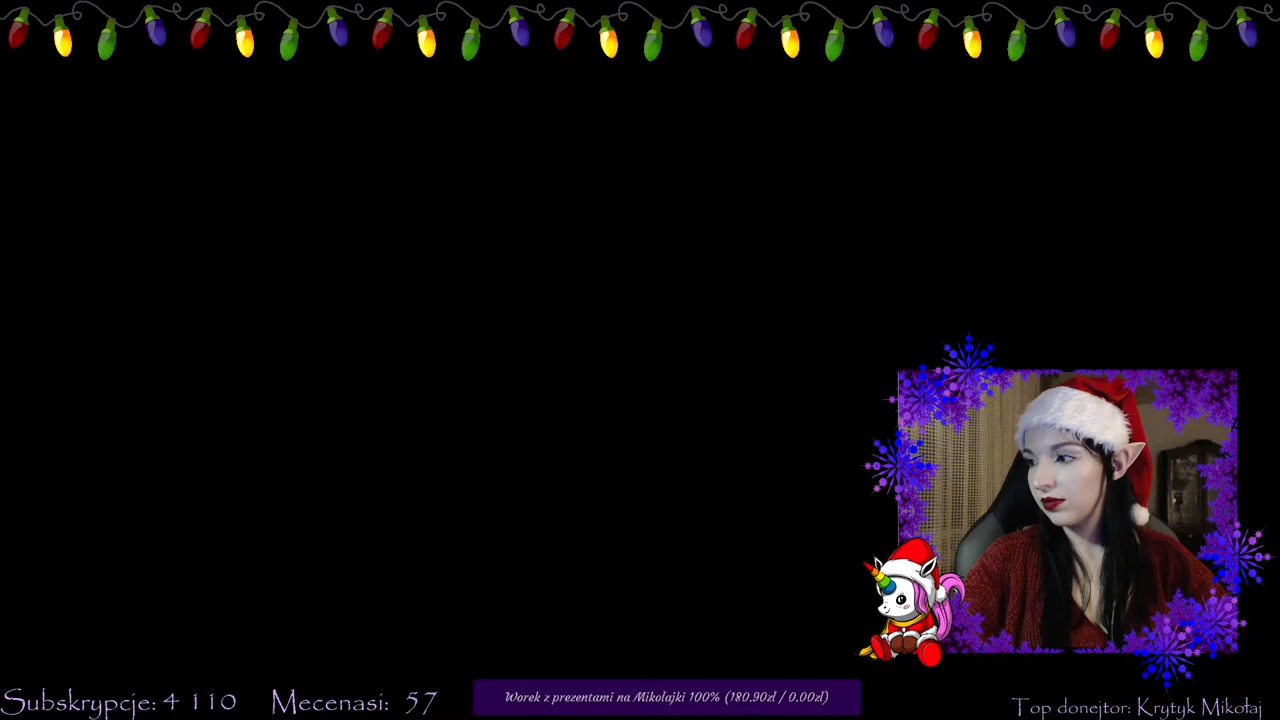 Subskrypcje: 4 110 Mecenasi: 57
Worek z prezentami na Mikołajki 100% (180.90zł / 0.00zł)
Top donejtor: Krytyk Mikołaj